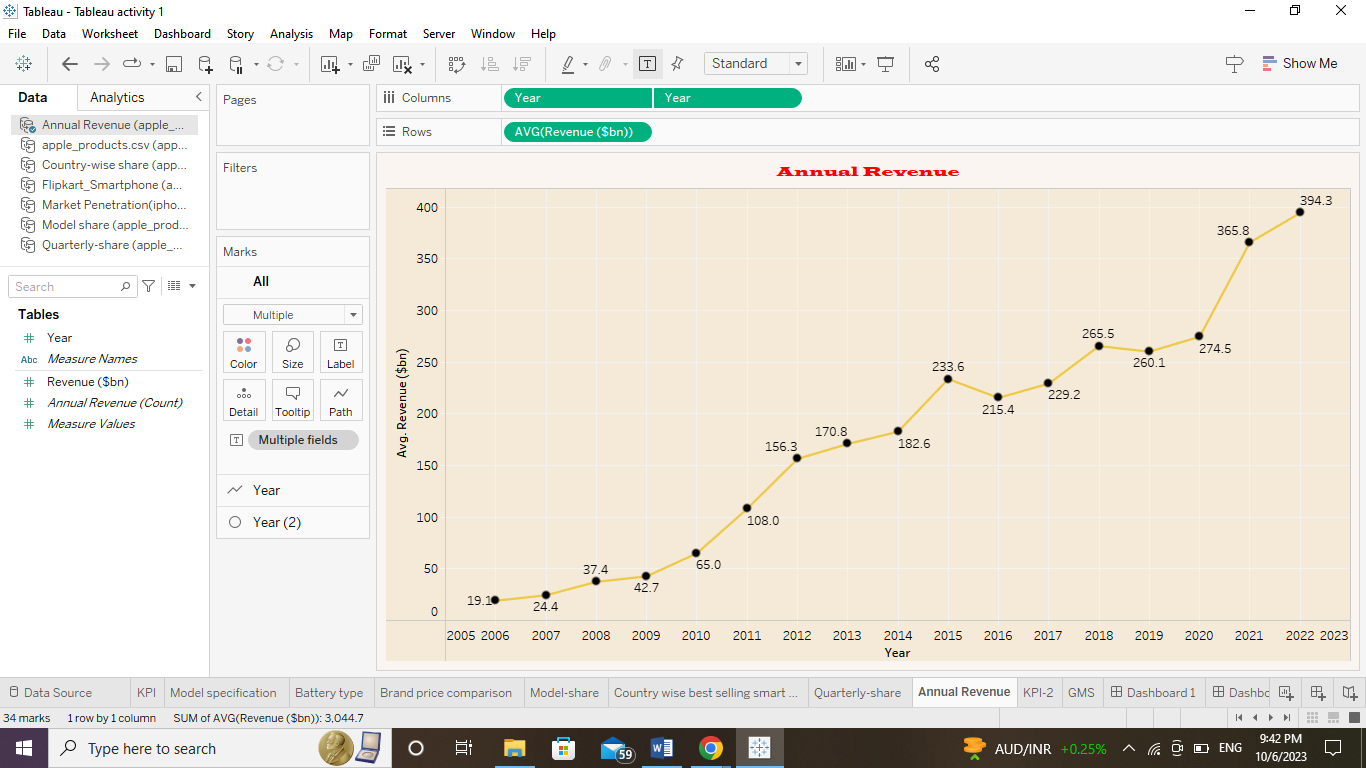 Tableau - Tableau activity 1
File Data Worksheet Dashboard Story Analysis Map Format Server Window Help
Standard
Show Me
Data Analytics
Annual Revenue (apple_...
apple_products.csv (app...
Country-wise share (app...
Flipkart_Smartphone (a...
Market Penetration(ipho...
Model share (apple_prod...
Quarterly-share (apple_...
Search
Tables
# Year
Abc Measure Names
# Revenue ($bn)
# Annual Revenue (Count)
# Measure Values
Pages
Filters
Marks
All
Multiple
Color Size Label
Detail Tooltip Path
Multiple fields
Year
Year (2)
Columns Year Year
Rows AVG(Revenue ($bn))
Annual Revenue
Avg. Revenue ($bn)
400
350
300
250
200
150
100
50
0
19.1
24.4
37.4
42.7
65.0
108.0
156.3
170.8
182.6
233.6
215.4
229.2
265.5
260.1
274.5
365.8
394.3
2005 2006 2007 2008 2009 2010 2011 2012 2013 2014 2015 2016 2017 2018 2019 2020 2021 2022 2023
Year
Data Source KPI Model specification Battery type Brand price comparison Model-share Country wise best selling smart ... Quarterly-share Annual Revenue KPI-2 GMS Dashboard 1 Dashbc
34 marks 1 row by 1 column SUM of AVG(Revenue ($bn)): 3,044.7
Type here to search
59
AUD/INR +0.25%
ENG
9:42 PM
10/6/2023